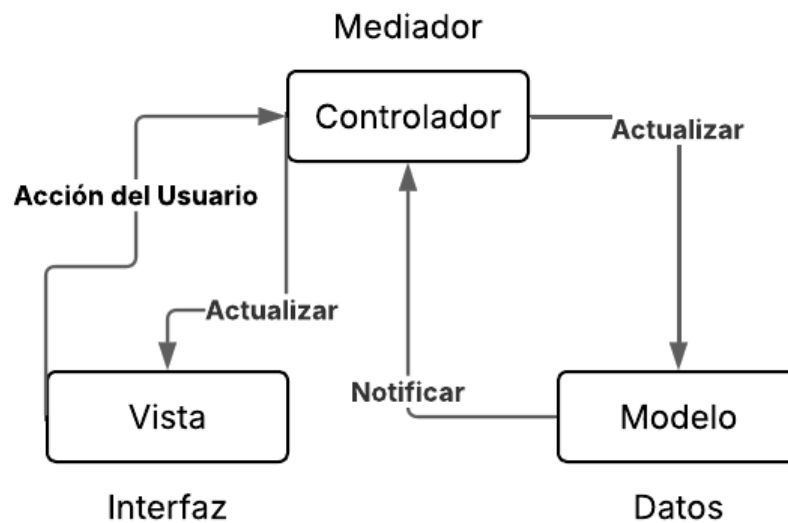 Mediador
Controlador
Actualizar
Acción del Usuario
Actualizar
Notificar
Vista
Modelo
Interfaz
Datos